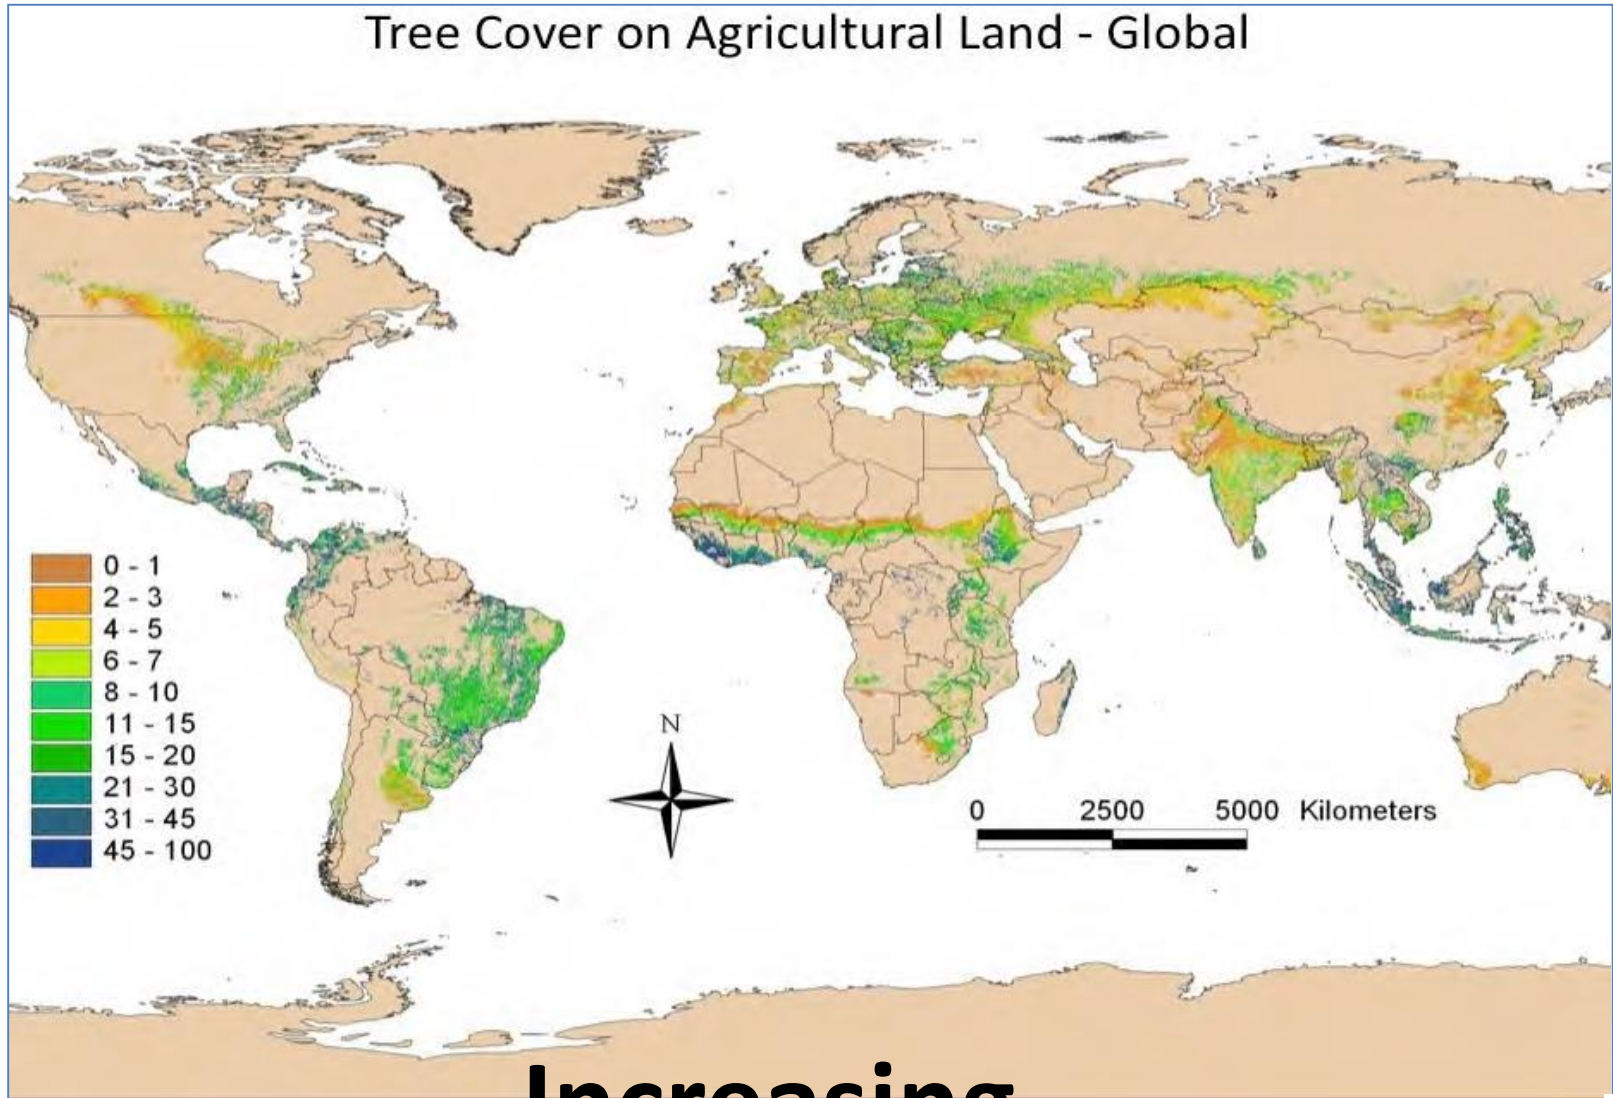 Tree Cover on Agricultural Land - Global
0 - 1
2 - 3
4 - 5
6 - 7
8 - 10
11 - 15
15 - 20
21 - 30
31 - 45
45 - 100
N
0 2500 5000 Kilometers
Increasing